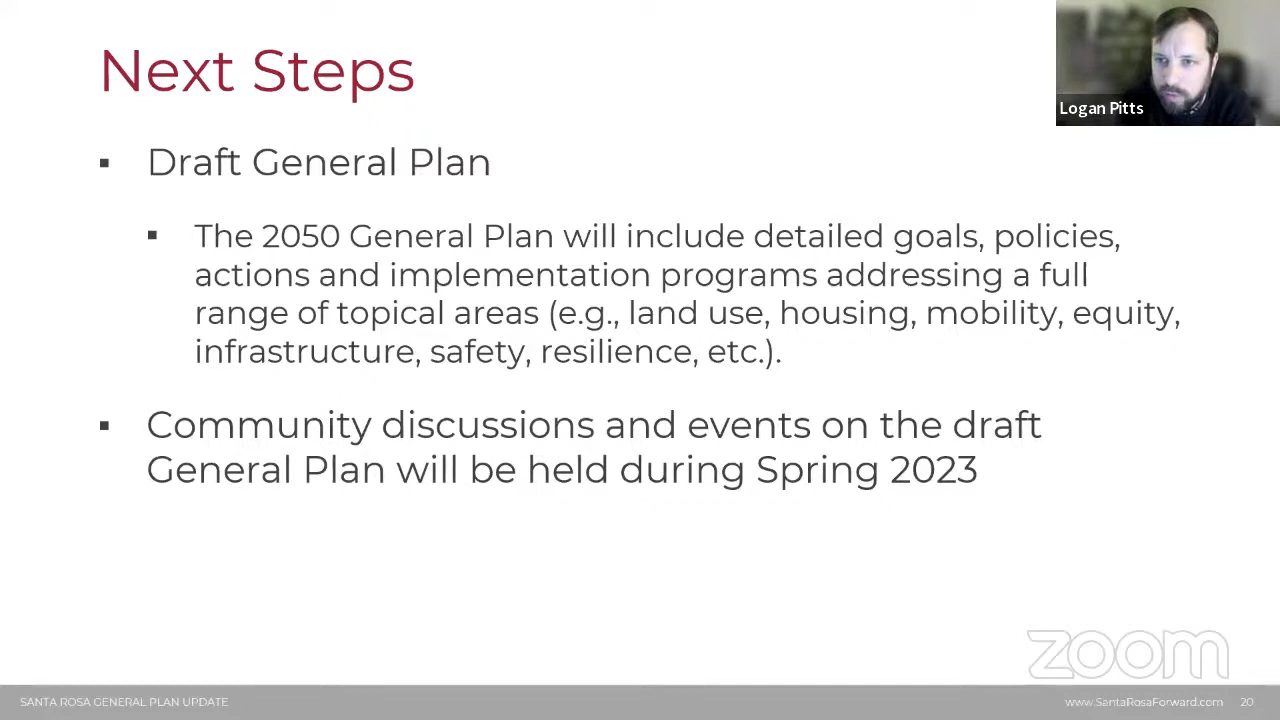 Next Steps
Logan Pitts
▪ Draft General Plan
▪ The 2050 General Plan will include detailed goals, policies,
actions and implementation programs addressing a full
range of topical areas (e.g., land use, housing, mobility, equity,
infrastructure, safety, resilience, etc.).
▪ Community discussions and events on the draft
General Plan will be held during Spring 2023
zoom
SANTA ROSA GENERAL PLAN UPDATE
www.SantaRosaForward.com 20